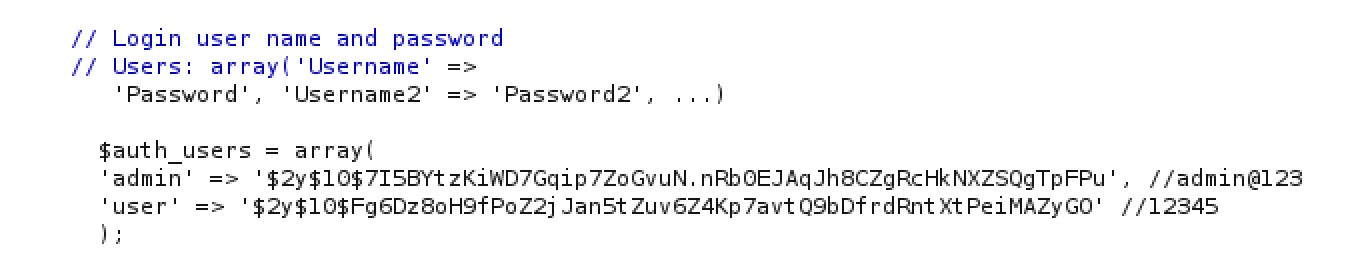 // Login user name and password
// Users: array('Username' =>
'Password', 'Username2' => 'Password2', ...)
$auth_users = array(
'admin' => '$2y$10$7I5BYtzKiWD7Gqip7ZoGvuN.nRb0EJAqJh8CZgRcHkNXZSQgTpFPu', //admin@123
'user' => '$2y$10$Fg6Dz8oH9fPoZ2jJan5tZuv6Z4Kp7avtQ9bDfrdRntXtPeiMAZyGO' //12345
);